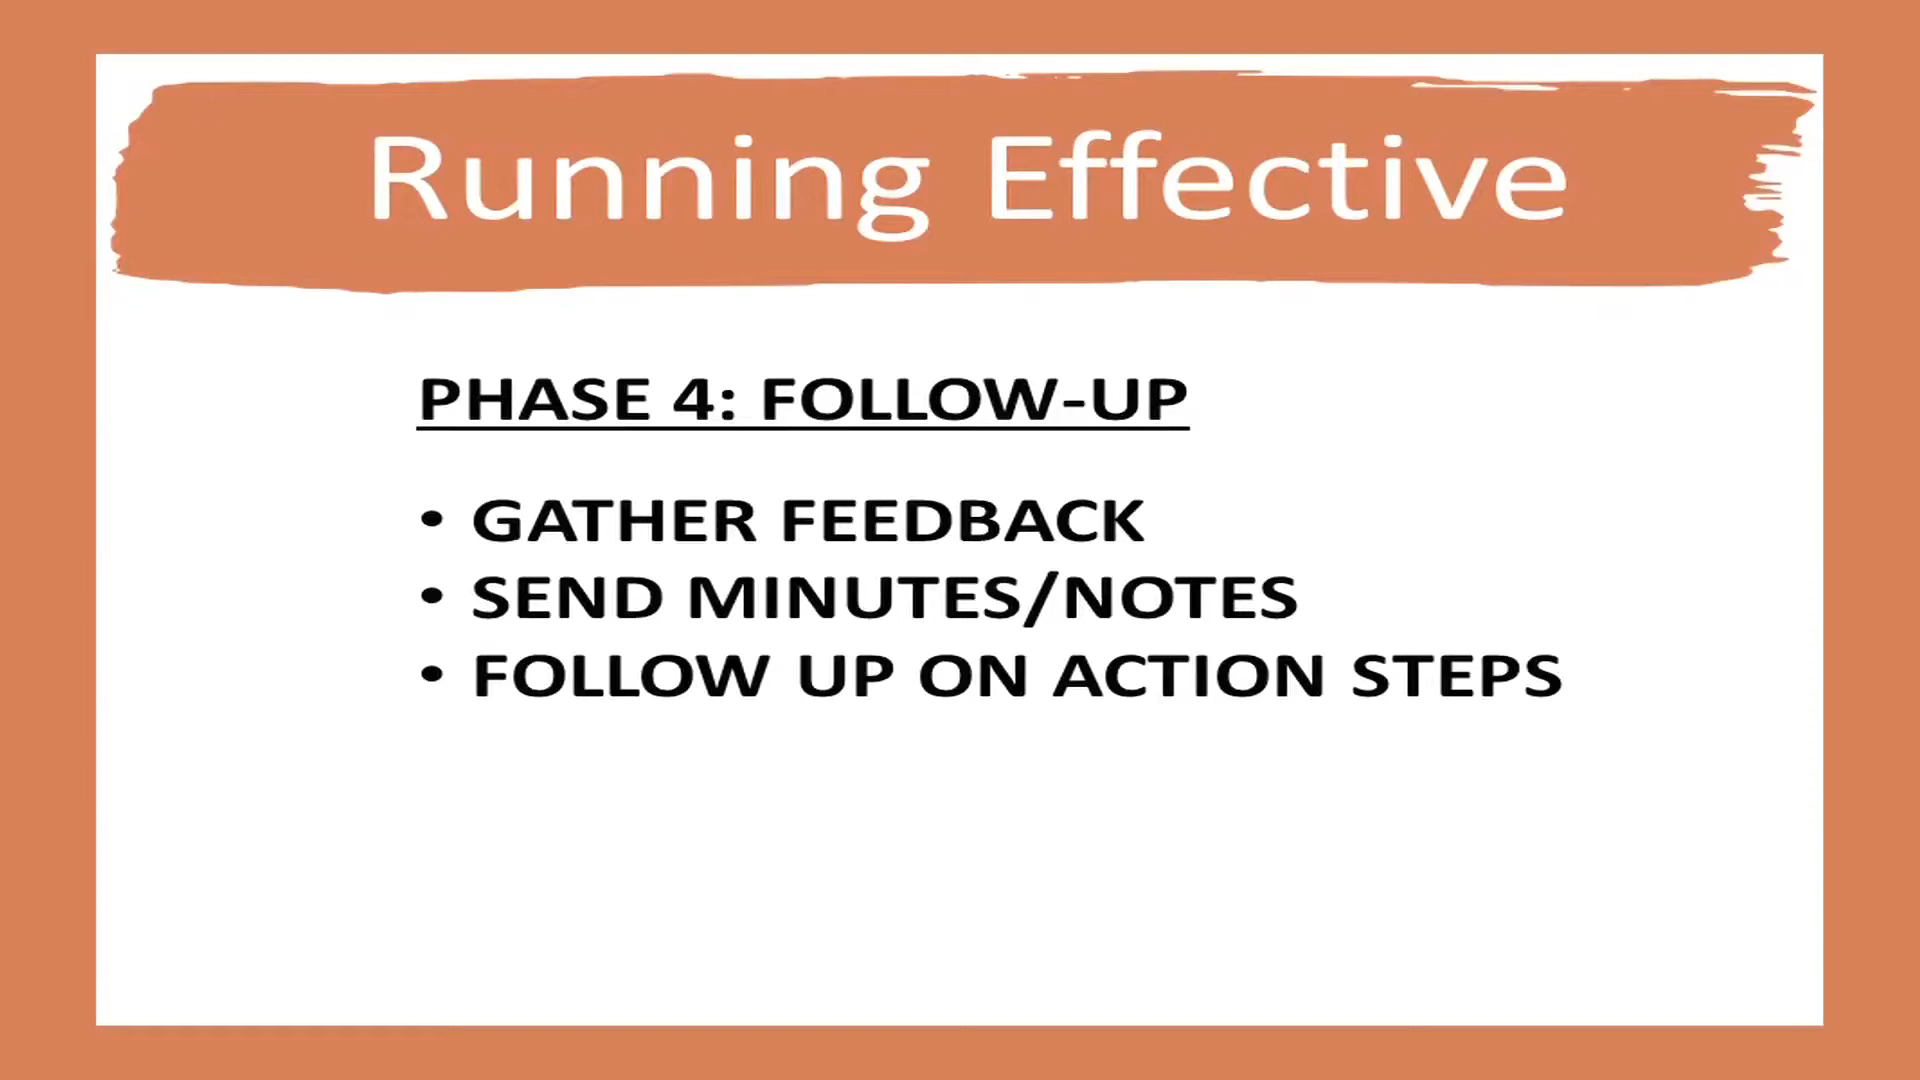 Running Effective
PHASE 4: FOLLOW-UP
• GATHER FEEDBACK
• SEND MINUTES/NOTES
• FOLLOW UP ON ACTION STEPS